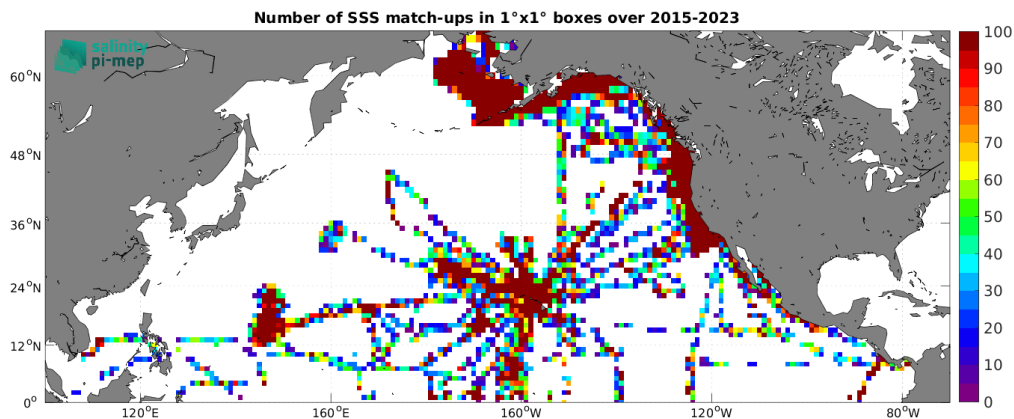 Number of SSS match-ups in 1°x1° boxes over 2015-2023
salinity
pi-mep
60°N
48°N
36°N
24°N
12°N
0°
120°E
160°E
160°W
120°W
80°W
100
90
80
70
60
50
40
30
20
10
0